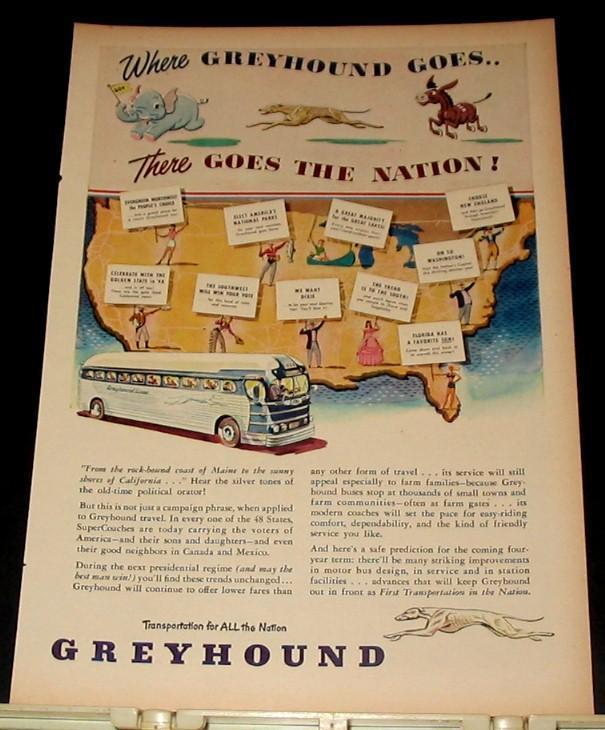 Where GREYHOUND GOES..
There GOES THE NATION!
EVERGREEN NORTHWEST
the PEOPLE'S CHOICE
ELECT AMERICA'S
NATIONAL PARKS
A GREAT MAJORITY
for GREAT LAKES!
CHOOSE
NEW ENGLAND
ON TO
WASHINGTON!
CELEBRATE WITH THE
GOLDEN STATE in '48
THE SOUTHWEST
WILL WIN YOUR VOTE
WE WANT
DIXIE
THE TREND
IS TO THE SOUTH!
FLORIDA HAS
A FAVORITE SUN!
"From the rock-bound coast of Maine to the sunny
shores of California . . ." Hear the silver tones of
the old-time political orator!
But this is not just a campaign phrase, when applied
to Greyhound travel. In every one of the 48 States,
SuperCoaches are today carrying the voters of
America—and their sons and daughters—and even
their good neighbors in Canada and Mexico.
During the next presidential regime (and may the
best man win!) you'll find these trends unchanged...
Greyhound will continue to offer lower fares than
any other form of travel . . . its service will still
appeal especially to farm families—because Grey-
hound buses stop at thousands of small towns and
farm communities—often at farm gates . . . its
modern coaches will set the pace for easy-riding
comfort, dependability, and the kind of friendly
service you like.
And here's a safe prediction for the coming four-
year term: there'll be many striking improvements
in motor bus design, in service and in station
facilities . . . advances that will keep Greyhound
out in front as First Transportation in the Nation.
Transportation for ALL the Nation
GREYHOUND